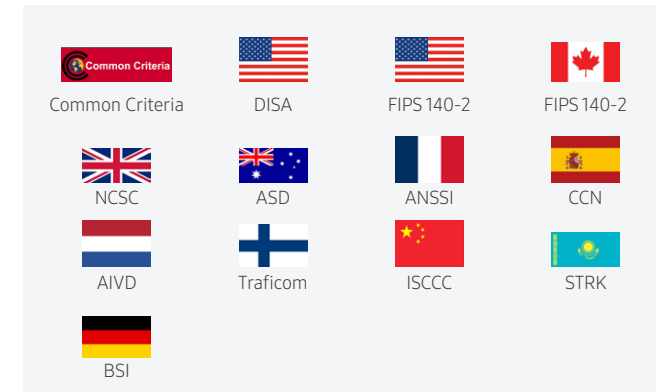 Common Criteria
Common Criteria
DISA
FIPS 140-2
FIPS 140-2
NCSC
ASD
ANSSI
CCN
AIVD
Traficom
ISCCC
STRK
BSI